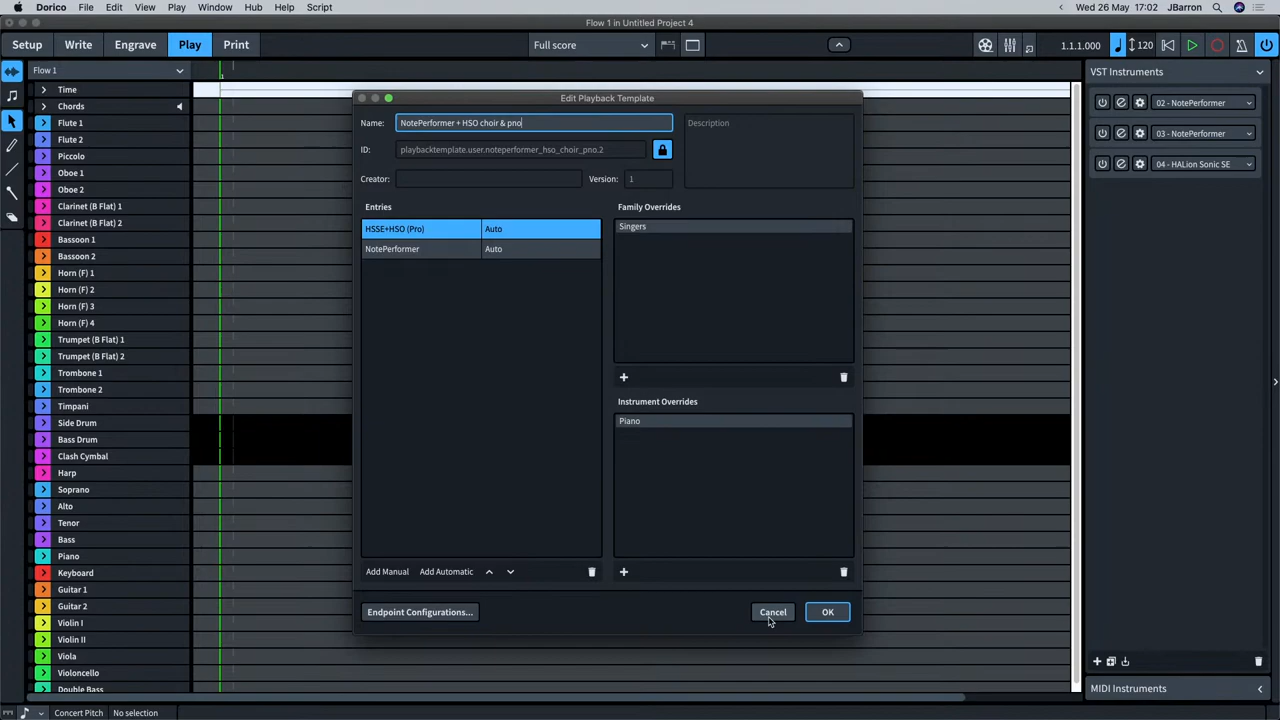 Dorico File Edit View Play Window Hub Help Script Wed 26 May 17:02 JBarron
Flow 1 in Untitled Project 4
Setup Write Engrave Play Print Full score 1.1.1.000 120
Flow 1
1
VST Instruments
Time
Chords
Flute 1
Flute 2
Piccolo
Oboe 1
Oboe 2
Clarinet (B Flat) 1
Clarinet (B Flat) 2
Bassoon 1
Bassoon 2
Horn (F) 1
Horn (F) 2
Horn (F) 3
Horn (F) 4
Trumpet (B Flat) 1
Trumpet (B Flat) 2
Trombone 1
Trombone 2
Timpani
Side Drum
Bass Drum
Clash Cymbal
Harp
Soprano
Alto
Tenor
Bass
Piano
Keyboard
Guitar 1
Guitar 2
Violin I
Violin II
Viola
Violoncello
Double Bass
Edit Playback Template
Name: NotePerformer + HSO choir & pno Description
ID: playbacktemplate.user.noteperformer_hso_choir_pno.2
Creator: Version: 1
Entries Family Overrides
HSSE+HSO (Pro) Auto Singers
NotePerformer Auto
Instrument Overrides
Piano
Add Manual Add Automatic
Endpoint Configurations... Cancel OK
02 - NotePerformer
03 - NotePerformer
04 - HALion Sonic SE
MIDI Instruments
Concert Pitch No selection